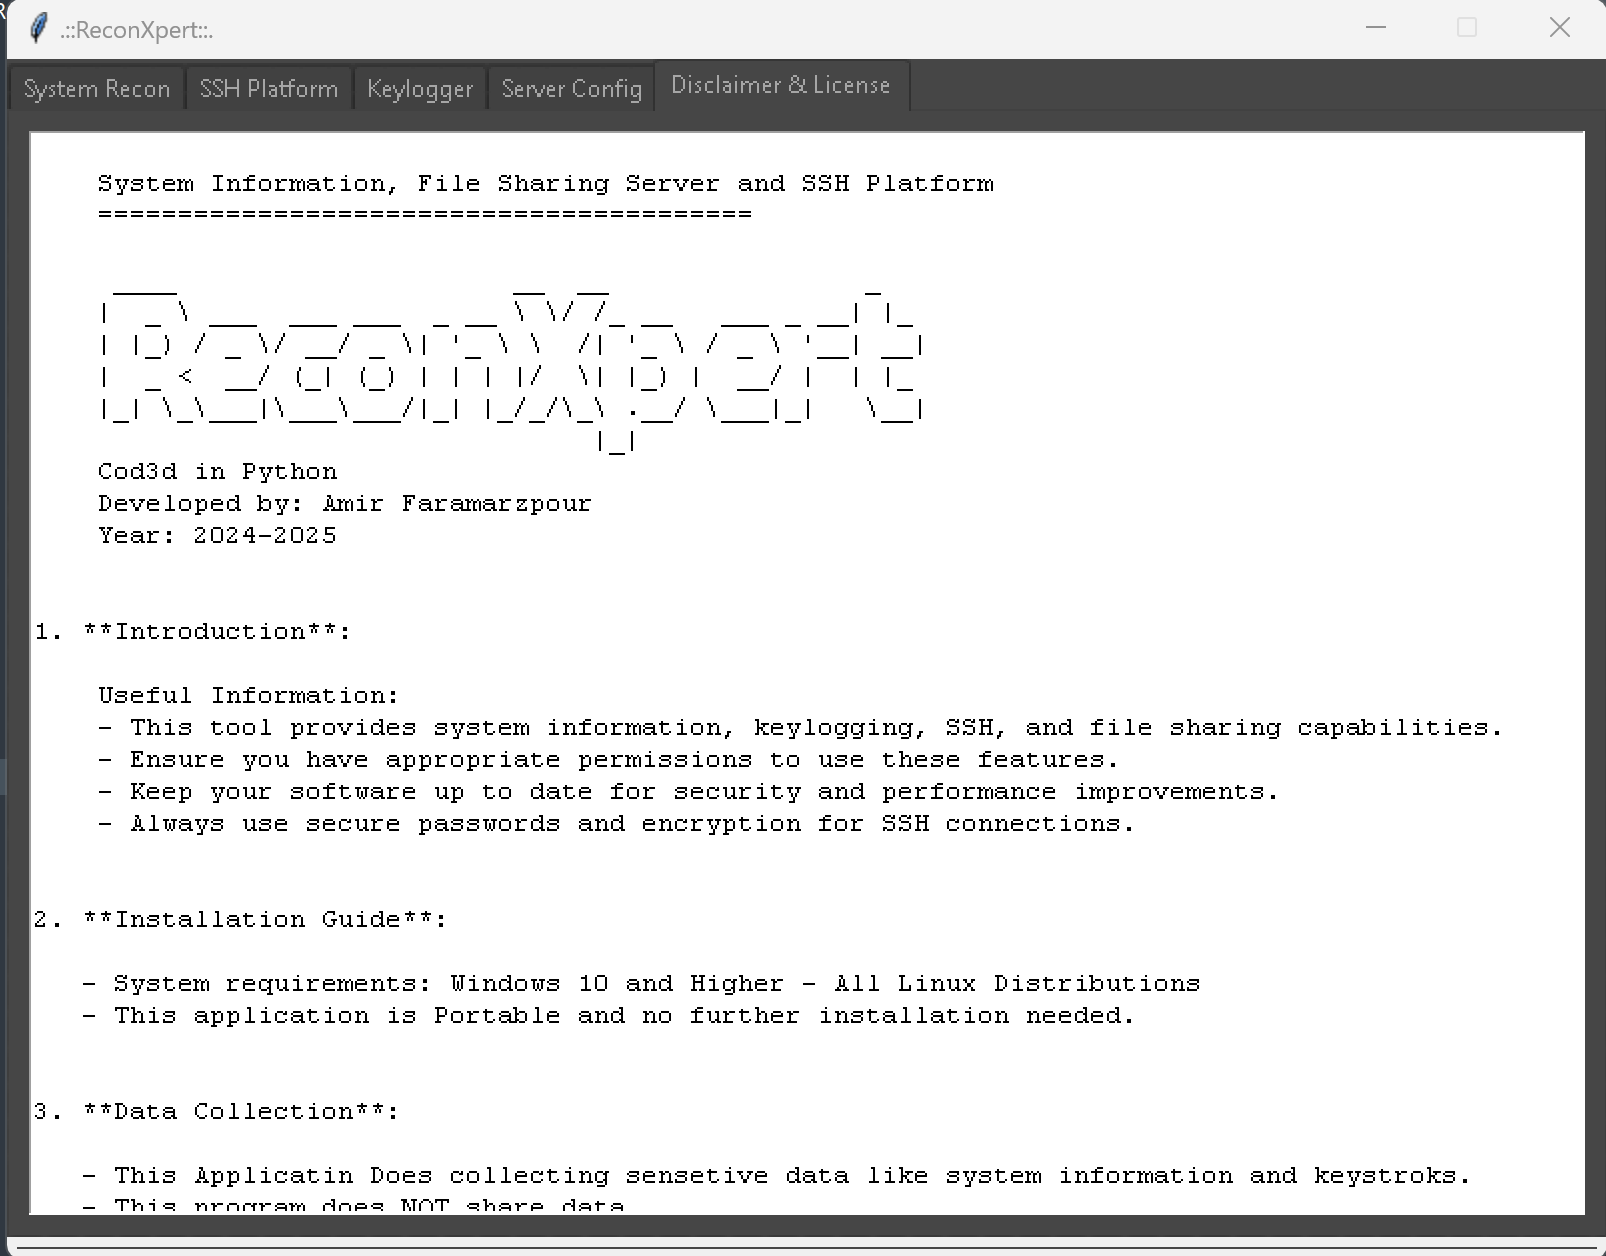 .::ReconXpert::.
System Recon SSH Platform Keylogger Server Config Disclaimer & License
System Information, File Sharing Server and SSH Platform
=========================================
ReconXpert
Cod3d in Python
Developed by: Amir Faramarzpour
Year: 2024-2025
1. **Introduction**:
Useful Information:
- This tool provides system information, keylogging, SSH, and file sharing capabilities.
- Ensure you have appropriate permissions to use these features.
- Keep your software up to date for security and performance improvements.
- Always use secure passwords and encryption for SSH connections.
2. **Installation Guide**:
- System requirements: Windows 10 and Higher - All Linux Distributions
- This application is Portable and no further installation needed.
3. **Data Collection**:
- This Applicatin Does collecting sensetive data like system information and keystroks.
- This program does NOT share data